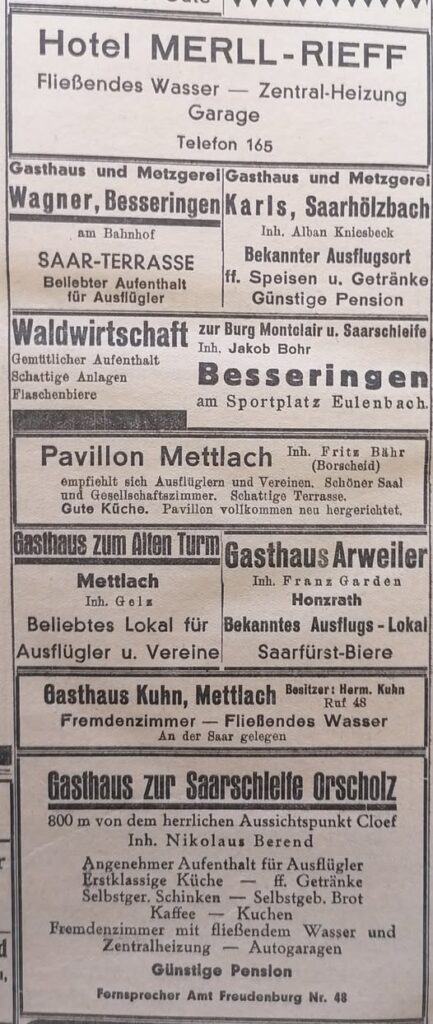 Hotel MERLL-RIEFF
Fließendes Wasser — Zentral-Heizung
Garage
Telefon 165
Gasthaus und Metzgerei
Wagner, Besseringen
am Bahnhof
SAAR-TERRASSE
Beliebter Aufenthalt
für Ausflügler
Gasthaus und Metzgerei
Karls, Saarhölzbach
Inh. Alban Kniesbeck
Bekannter Ausflugsort
ff. Speisen u. Getränke
Günstige Pension
Waldwirtschaft
Gemütlicher Aufenthalt
Schattige Anlagen
Flaschenbiere
zur Burg Montclair u. Saarschleife
Inh. Jakob Bohr
Besseringen
am Sportplatz Eulenbach.
Pavillon Mettlach Inh. Fritz Bähr
(Borscheid)
empfiehlt sich Ausflüglern und Vereinen. Schöner Saal
und Gesellschaftszimmer. Schattige Terrasse.
Gute Küche. Pavillon vollkommen neu hergerichtet.
Gasthaus zum Alten Turm
Mettlach
Inh. Gelz
Beliebtes Lokal für
Ausflügler u. Vereine
Gasthaus Arweiler
Inh. Franz Garden
Honzrath
Bekanntes Ausflugs-Lokal
Saarfürst-Biere
Gasthaus Kuhn, Mettlach Besitzer: Herm. Kuhn
Ruf 48
Fremdenzimmer — Fließendes Wasser
An der Saar gelegen
Gasthaus zur Saarschleife Orscholz
800 m von dem herrlichen Aussichtspunkt Cloef
Inh. Nikolaus Berend
Angenehmer Aufenthalt für Ausflügler
Erstklassige Küche — ff. Getränke
Selbstger. Schinken — Selbstgeb. Brot
Kaffee — Kuchen
Fremdenzimmer mit fließendem Wasser und
Zentralheizung — Autogaragen
Günstige Pension
Fernsprecher Amt Freudenburg Nr. 48